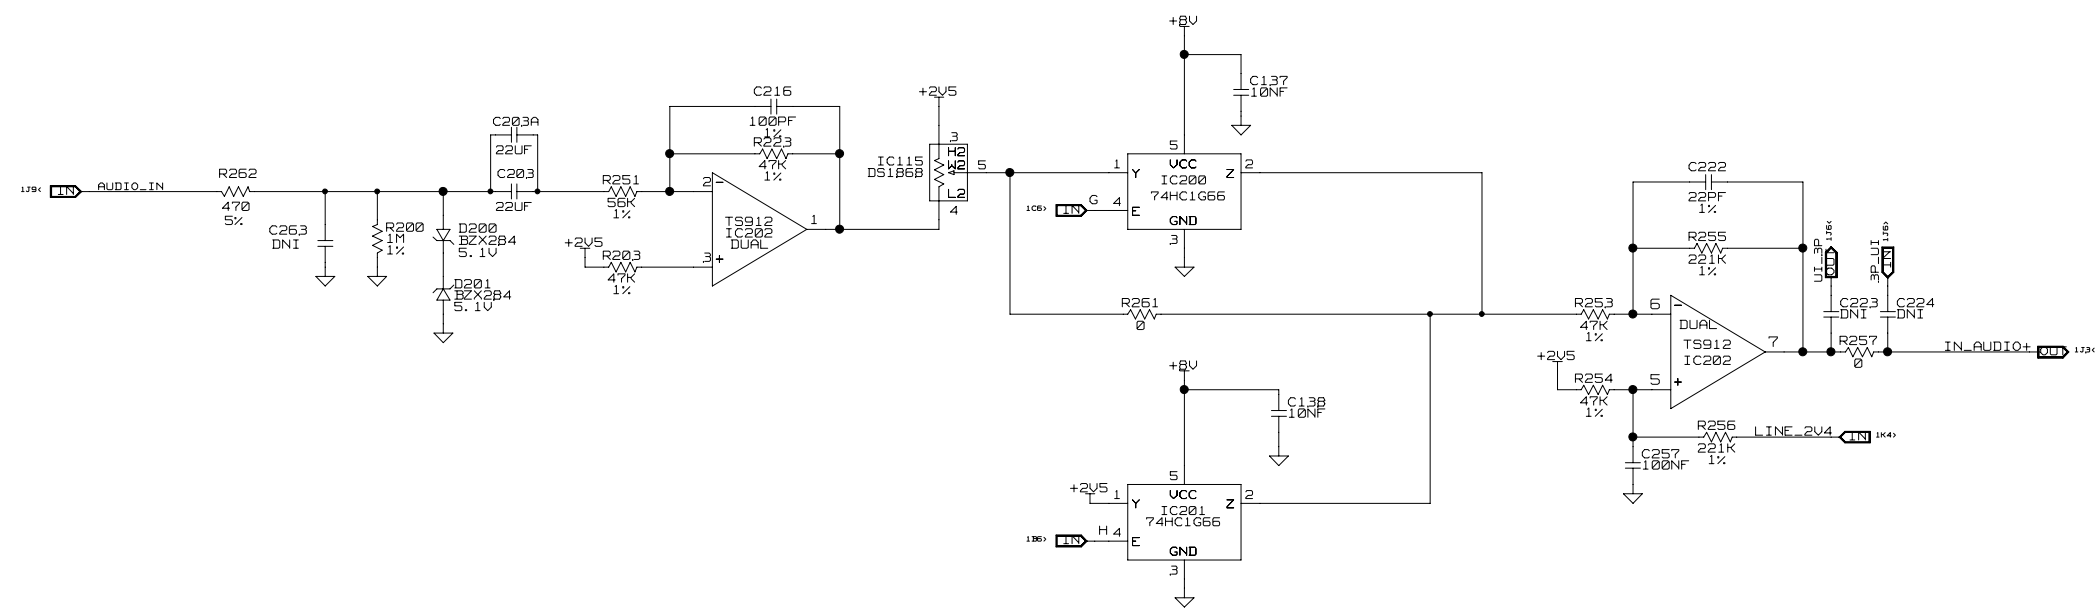 +8V
C137
10NF
C216
100PF
1%
R223
47K
1%
+2V5
3
H2
W2
L2
5
4
IC115
DS1868
C203A
22UF
C203
22UF
1J9<
IN
AUDIO_IN
R262
470
5%
C263
DNI
R200
1M
1%
D200
BZX284
5.1V
D201
BZX284
5.1V
R251
56K
1%
2
-
TS912
IC202
DUAL
1
3
+
+2V5
R203
47K
1%
5
VCC
1
Y
IC200
Z
2
74HC1G66
1C6>
IN
G
4
E
GND
3
R261
0
+8V
C138
10NF
+2V5
5
VCC
1
Y
IC201
Z
2
74HC1G66
1B6>
IN
H
4
E
GND
3
C222
22PF
1%
R255
221K
1%
R253
47K
1%
6
-
DUAL
TS912
IC202
7
5
+
+2V5
R254
47K
1%
R256
221K
1%
LINE_2V4
IN
1K4>
C257
100NF
UI_3P
OUT
1J6<
3P_UI
IN
1J6>
C223
DNI
C224
DNI
R257
0
IN_AUDIO+
OUT
1J3<